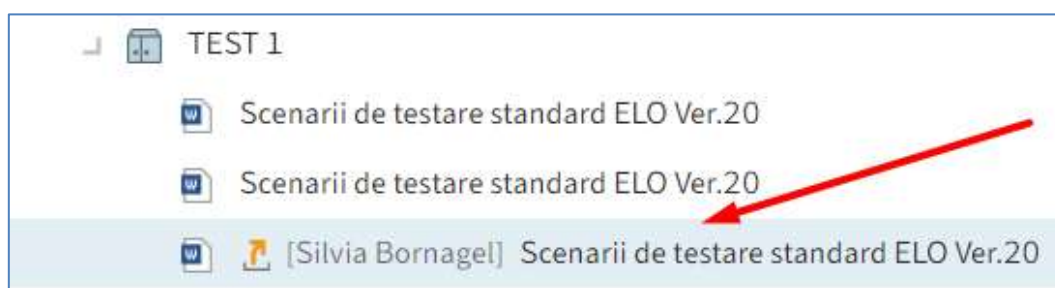 TEST 1
Scenarii de testare standard ELO Ver.20
Scenarii de testare standard ELO Ver.20
[Silvia Bornagel] Scenarii de testare standard ELO Ver.20